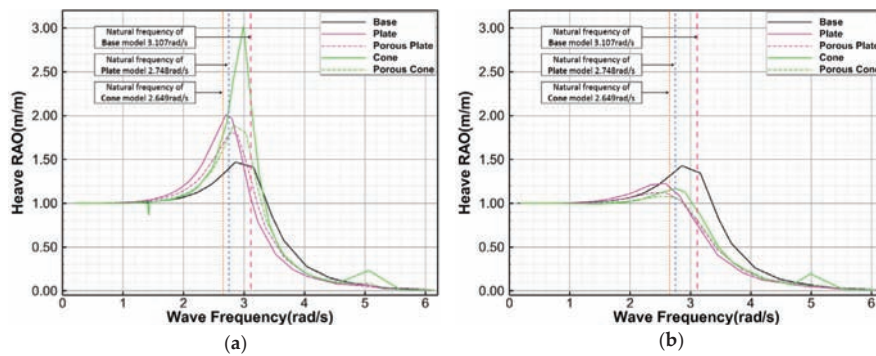 Heave RAO(m/m)
3.00
2.50
2.00
1.50
1.00
0.50
0.00
Natural frequency of
Base model 3.107rad/s
Natural frequency of
Plate model 2.748rad/s
Natural frequency of
Cone model 2.649rad/s
Base
Plate
Porous Plate
Cone
Porous Cone
0 1 2 3 4 5 6
Wave Frequency(rad/s)
(a)
Heave RAO(m/m)
3.00
2.50
2.00
1.50
1.00
0.50
0.00
Natural frequency of
Base model 3.107rad/s
Natural frequency of
Plate model 2.748rad/s
Natural frequency of
Cone model 2.649rad/s
Base
Plate
Porous Plate
Cone
Porous Cone
0 1 2 3 4 5 6
Wave Frequency(rad/s)
(b)